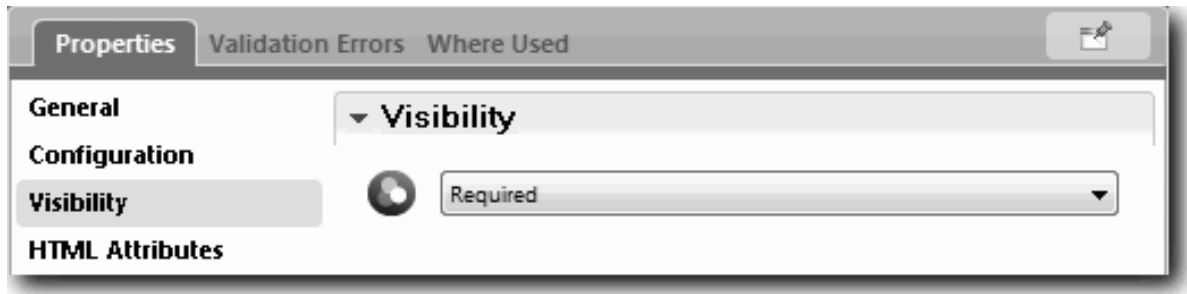 Properties Validation Errors Where Used
General
Configuration
Visibility
HTML Attributes
Visibility
Required